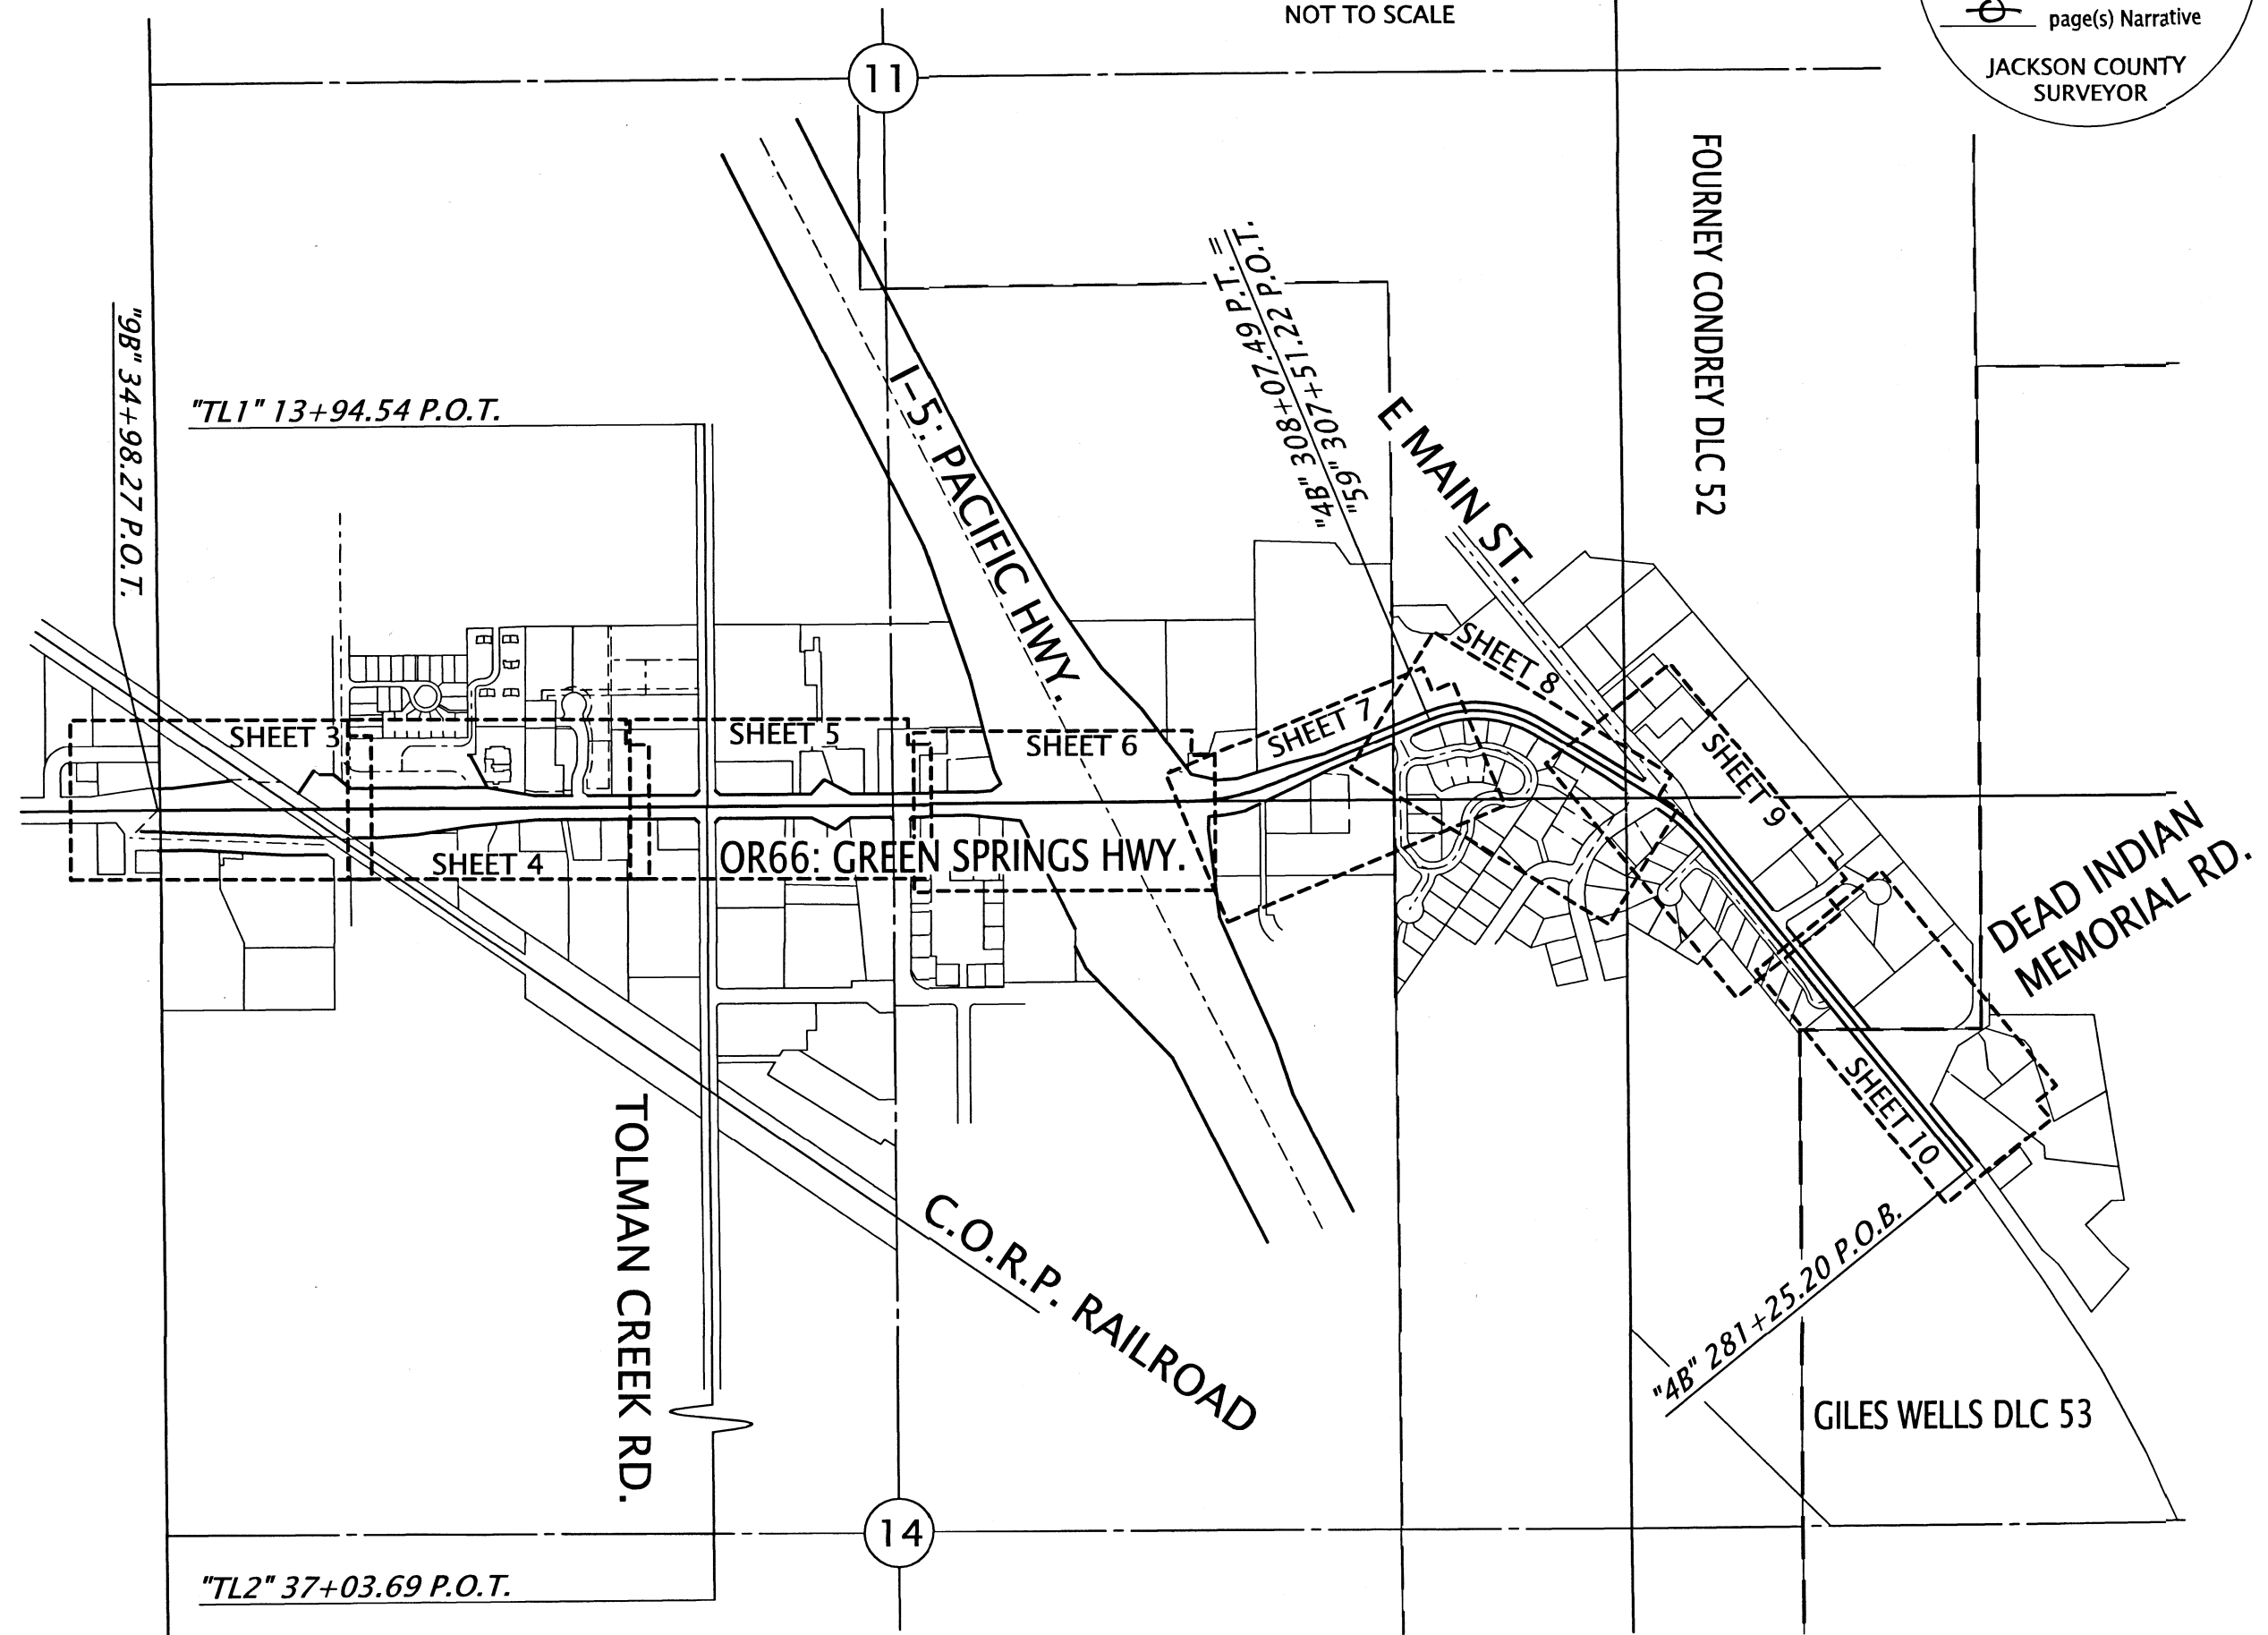 NOT TO SCALE
page(s) Narrative
JACKSON COUNTY
SURVEYOR
11
FOURNEY CONDREY DLC 52
"9B" 34+98.27 P.O.T.
"TL1" 13+94.54 P.O.T.
I-5: PACIFIC HWY.
"4B" 308+07.49 P.T. =
"59" 307+51.22 P.O.T.
E MAIN ST.
SHEET 3
SHEET 4
SHEET 5
SHEET 6
SHEET 7
SHEET 8
SHEET 9
SHEET 10
OR66: GREEN SPRINGS HWY.
DEAD INDIAN
MEMORIAL RD.
TOLMAN CREEK RD.
C.O.R.P. RAILROAD
"4B" 281+25.20 P.O.B.
GILES WELLS DLC 53
14
"TL2" 37+03.69 P.O.T.